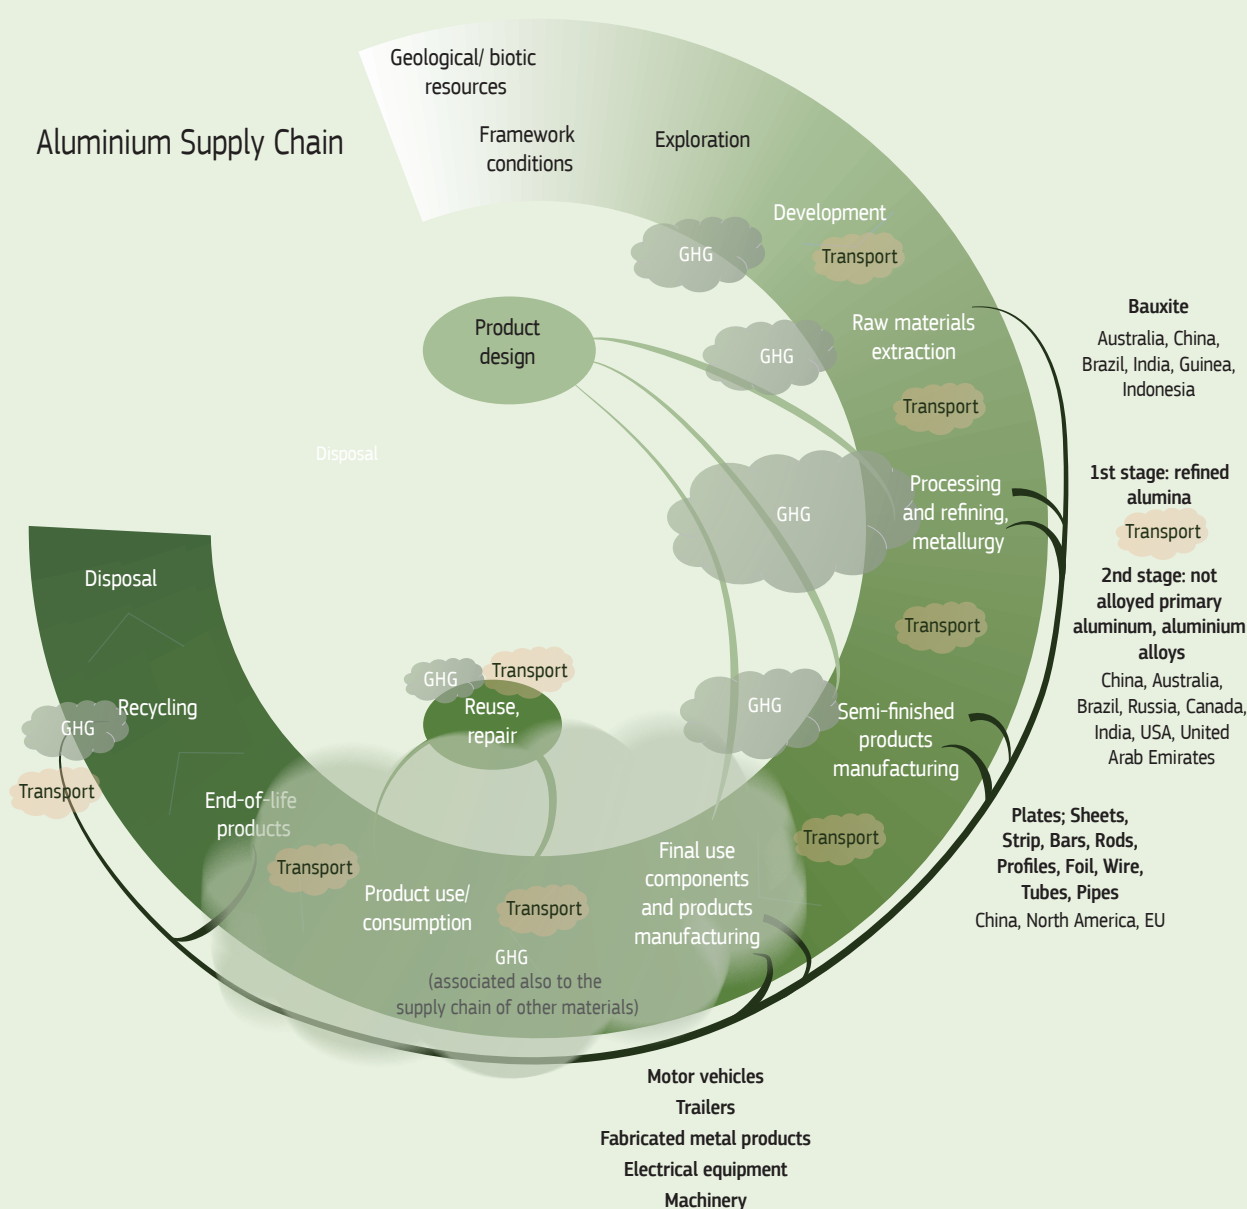 Aluminium Supply Chain
Geological/ biotic
resources
Framework
conditions
Exploration
Development
GHG
Transport
Product
design
GHG
Raw materials
extraction
Transport
Bauxite
Australia, China,
Brazil, India, Guinea,
Indonesia
Disposal
GHG
Processing
and refining,
metallurgy
1st stage: refined
alumina
Transport
2nd stage: not
alloyed primary
aluminum, aluminium
alloys
China, Australia,
Brazil, Russia, Canada,
India, USA, United
Arab Emirates
Transport
GHG
Semi-finished
products
manufacturing
Plates; Sheets,
Strip, Bars, Rods,
Profiles, Foil, Wire,
Tubes, Pipes
China, North America, EU
Transport
Final use
components
and products
manufacturing
Motor vehicles
Trailers
Fabricated metal products
Electrical equipment
Machinery
Transport
GHG
(associated also to the
supply chain of other materials)
Product use/
consumption
GHG
Transport
Reuse,
repair
Transport
End-of-life
products
Recycling
GHG
Transport
Disposal